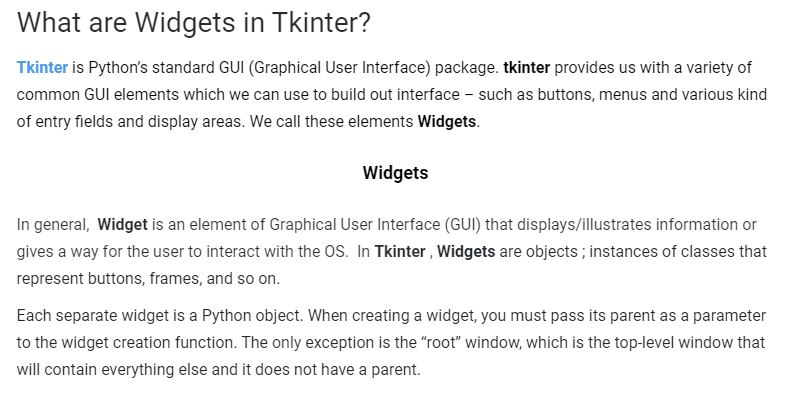 What are Widgets in Tkinter?
Tkinter is Python’s standard GUI (Graphical User Interface) package. tkinter provides us with a variety of
common GUI elements which we can use to build out interface – such as buttons, menus and various kind
of entry fields and display areas. We call these elements Widgets.
Widgets
In general,  Widget is an element of Graphical User Interface (GUI) that displays/illustrates information or
gives a way for the user to interact with the OS.  In Tkinter , Widgets are objects ; instances of classes that
represent buttons, frames, and so on.
Each separate widget is a Python object. When creating a widget, you must pass its parent as a parameter
to the widget creation function. The only exception is the “root” window, which is the top-level window that
will contain everything else and it does not have a parent.